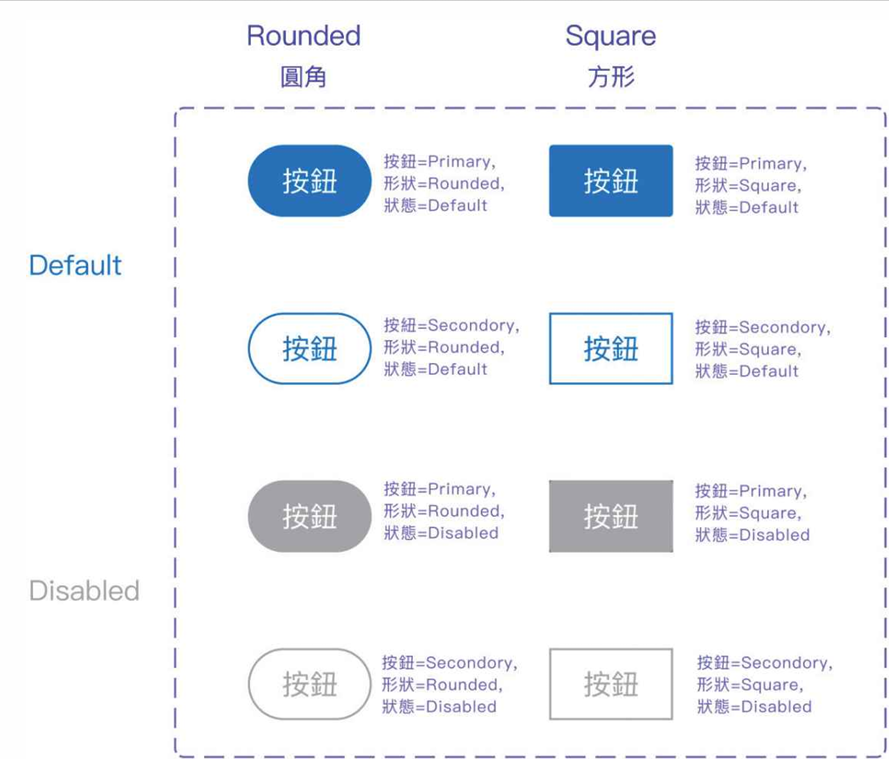 Rounded
圓角
Square
方形
Default
按鈕
按鈕=Primary,
形狀=Rounded,
狀態=Default
按鈕
按鈕=Primary,
形狀=Square,
狀態=Default
按鈕
按紐=Secondory,
形狀=Rounded,
狀態=Default
按鈕
按鈕=Secondory,
形狀=Square,
狀態=Default
Disabled
按鈕
按鈕=Primary,
形狀=Rounded,
狀態=Disabled
按鈕
按鈕=Primary,
形狀=Square,
狀態=Disabled
按鈕
按鈕=Secondory,
形狀=Rounded,
狀態=Disabled
按鈕
按鈕=Secondory,
形狀=Square,
狀態=Disabled